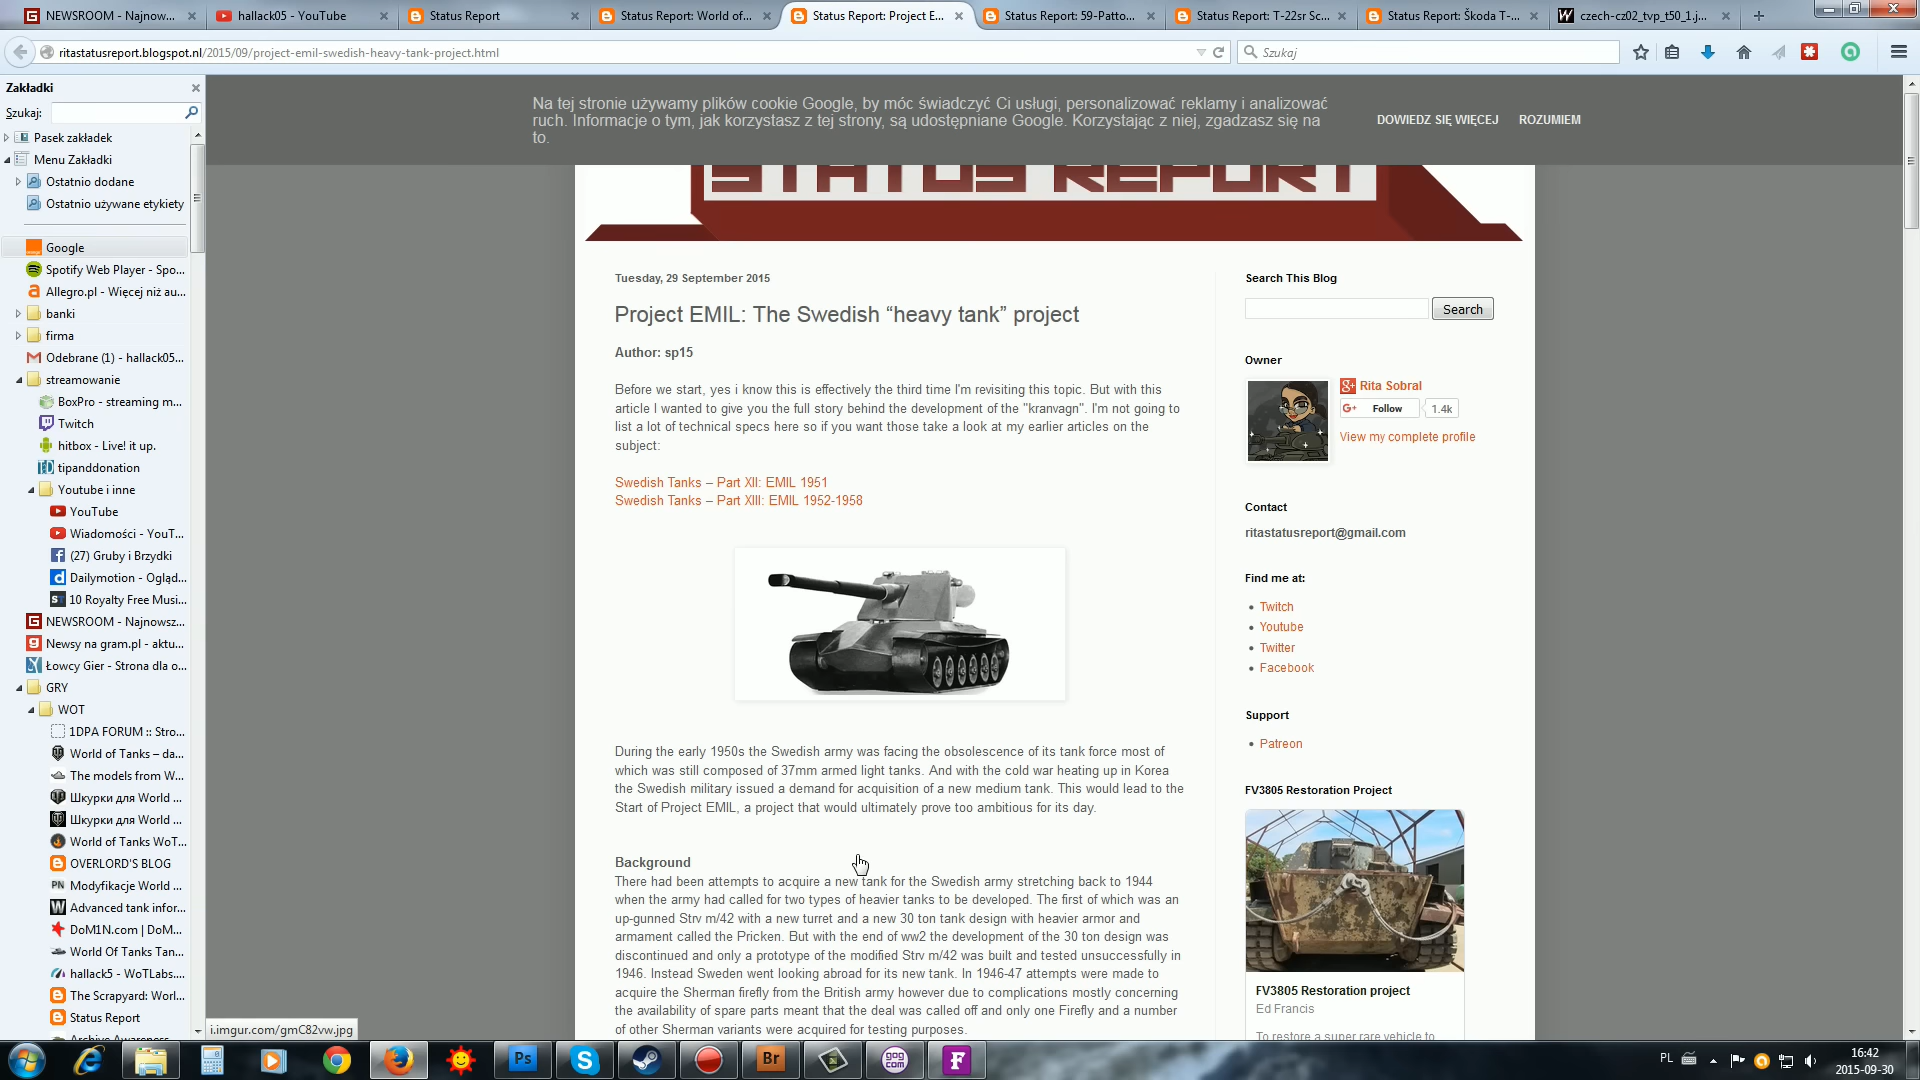 NEWSROOM - Najnow...
hallack05 - YouTube
Status Report
Status Report: World of...
Status Report: Project E...
Status Report: 59-Patto...
Status Report: T-22sr Sc...
Status Report: Škoda T-...
czech-cz02_tvp_t50_1.j...
ritastatusreport.blogspot.nl/2015/09/project-emil-swedish-heavy-tank-project.html
Szukaj
Zakładki
Szukaj:
Pasek zakładek
Menu Zakładki
Ostatnio dodane
Ostatnio używane etykiety
Google
Spotify Web Player - Spo...
Allegro.pl - Więcej niż au...
banki
firma
Odebrane (1) - hallack05...
streamowanie
BoxPro - streaming m...
Twitch
hitbox - Live! it up.
tipanddonation
Youtube i inne
YouTube
Wiadomości - YouT...
(27) Gruby i Brzydki
Dailymotion - Ogląd...
10 Royalty Free Musi...
NEWSROOM - Najnowsz...
Newsy na gram.pl - aktu...
Łowcy Gier - Strona dla o...
GRY
WOT
1DPA FORUM :: Stro...
World of Tanks – da...
The models from W...
Шкурки для World ...
Шкурки для World ...
World of Tanks WoT...
OVERLORD'S BLOG
Modyfikacje World ...
Advanced tank infor...
DoM1N.com | DoM...
World Of Tanks Tan...
hallack5 - WoTLabs....
The Scrapyard: Worl...
Status Report
Archive Awareness
Na tej stronie używamy plików cookie Google, by móc świadczyć Ci usługi, personalizować reklamy i analizować
ruch. Informacje o tym, jak korzystasz z tej strony, są udostępniane Google. Korzystając z niej, zgadzasz się na
to.
DOWIEDZ SIĘ WIĘCEJ
ROZUMIEM
STATUS REPORT
Tuesday, 29 September 2015
Project EMIL: The Swedish “heavy tank” project
Author: sp15
Before we start, yes i know this is effectively the third time I'm revisiting this topic. But with this
article I wanted to give you the full story behind the development of the "kranvagn". I'm not going to
list a lot of technical specs here so if you want those take a look at my earlier articles on the
subject:
Swedish Tanks – Part XII: EMIL 1951
Swedish Tanks – Part XIII: EMIL 1952-1958
During the early 1950s the Swedish army was facing the obsolescence of its tank force most of
which was still composed of 37mm armed light tanks. And with the cold war heating up in Korea
the Swedish military issued a demand for acquisition of a new medium tank. This would lead to the
Start of Project EMIL, a project that would ultimately prove too ambitious for its day.
Background
There had been attempts to acquire a new tank for the Swedish army stretching back to 1944
when the army had called for two types of heavier tanks to be developed. The first of which was an
up-gunned Strv m/42 with a new turret and a new 30 ton tank design with heavier armor and
armament called the Pricken. But with the end of ww2 the development of the 30 ton design was
discontinued and only a prototype of the modified Strv m/42 was built and tested unsuccessfully in
1946. Instead Sweden went looking abroad for its new tank. In 1946-47 attempts were made to
acquire the Sherman firefly from the British army however due to complications mostly concerning
the availability of spare parts meant that the deal was called off and only one Firefly and a number
of other Sherman variants were acquired for testing purposes.
Search This Blog
Search
Owner
Rita Sobral
Follow
1.4k
View my complete profile
Contact
ritastatusreport@gmail.com
Find me at:
Twitch
Youtube
Twitter
Facebook
Support
Patreon
FV3805 Restoration Project
FV3805 Restoration project
Ed Francis
To restore a super rare vehicle to
i.imgur.com/gmC82vw.jpg
Ps
Br
gog
com
F
PL
16:42
2015-09-30